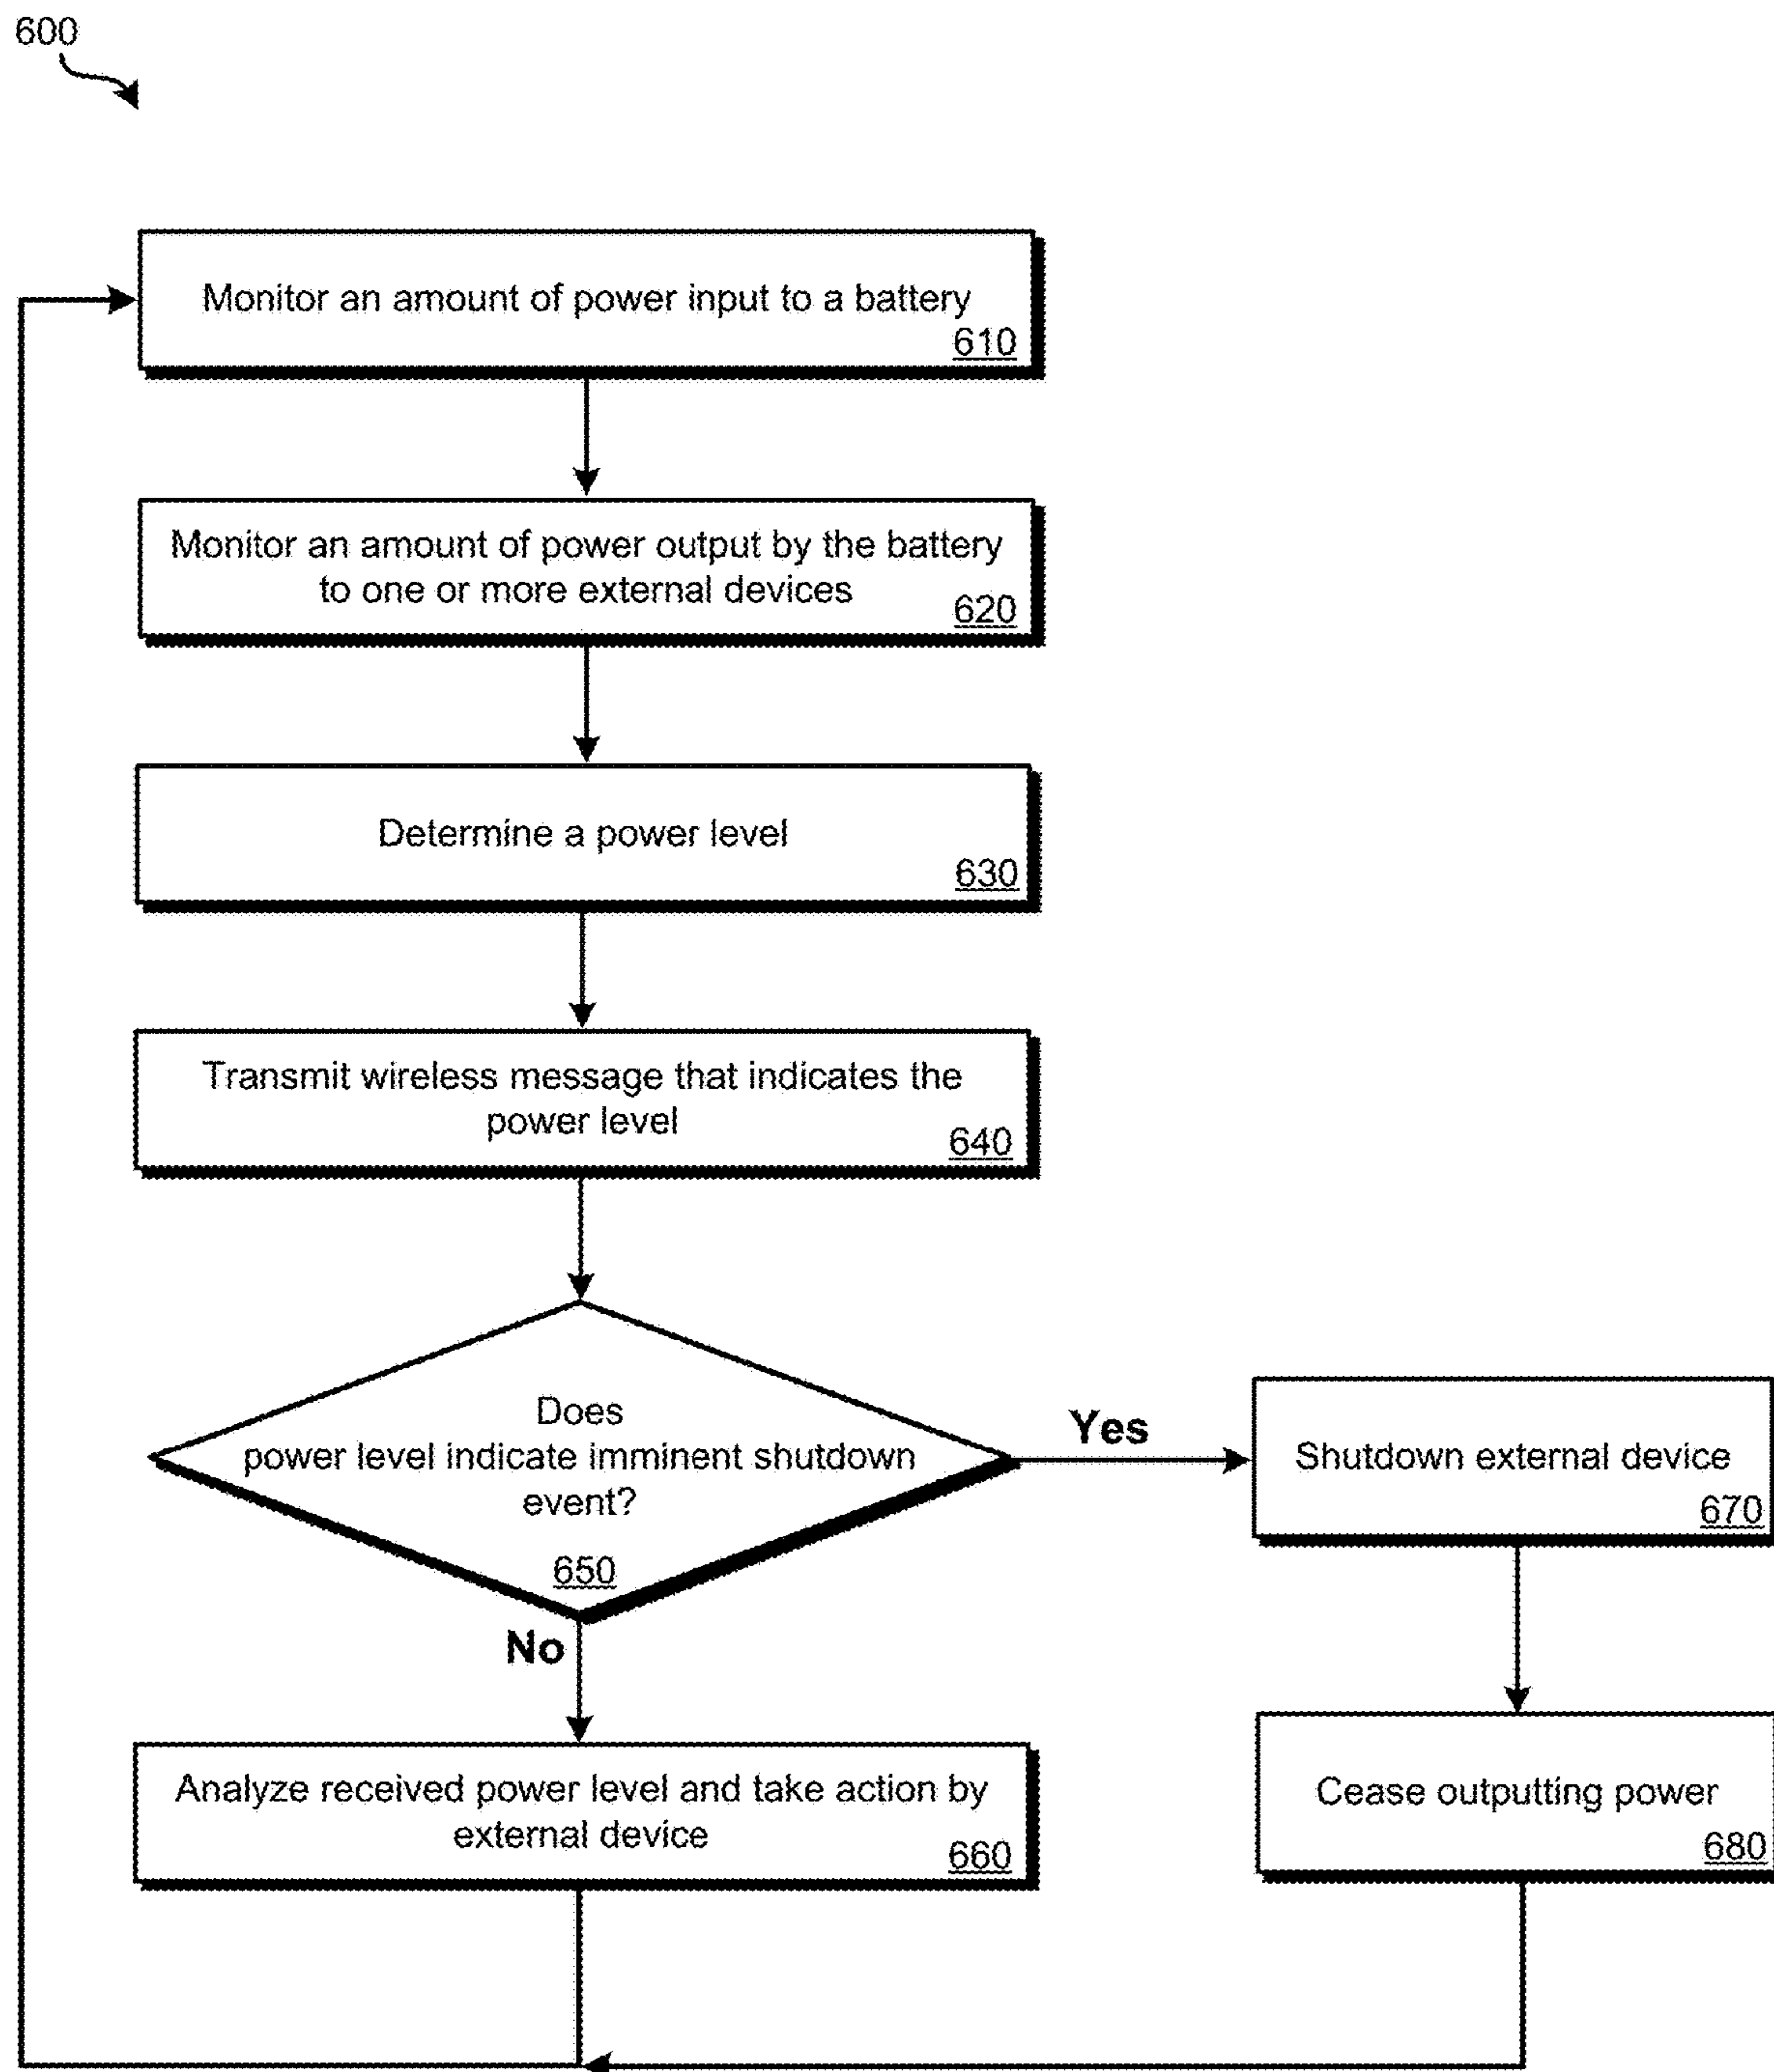 600
Monitor an amount of power input to a battery
610
Monitor an amount of power output by the battery
to one or more external devices
620
Determine a power level
630
Transmit wireless message that indicates the
power level
640
Does
power level indicate imminent shutdown
event?
650
Yes
Shutdown external device
670
No
Analyze received power level and take action by
external device
660
Cease outputting power
680